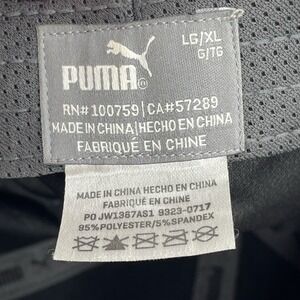 PUMA®
LG/XL
G/TG
RN# 100759 | CA# 57289
MADE IN CHINA | HECHO EN CHINA
FABRIQUÉ EN CHINE
MADE IN CHINA HECHO EN CHINA
FABRIQUÉ EN CHINE
PO JW1367AS1 9323-0717
95%POLYESTER/5%SPANDEX